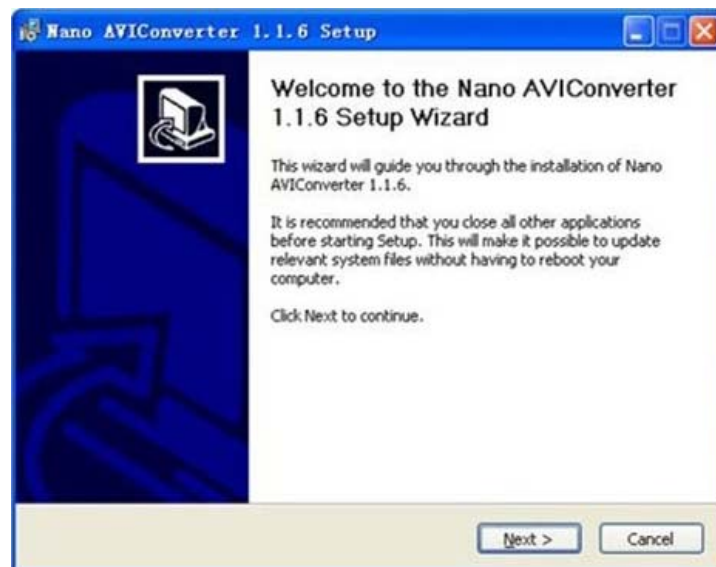 Nano AVIConverter 1.1.6 Setup
Welcome to the Nano AVIConverter
1.1.6 Setup Wizard
This wizard will guide you through the installation of Nano
AVIConverter 1.1.6.
It is recommended that you close all other applications
before starting Setup. This will make it possible to update
relevant system files without having to reboot your
computer.
Click Next to continue.
Next >
Cancel